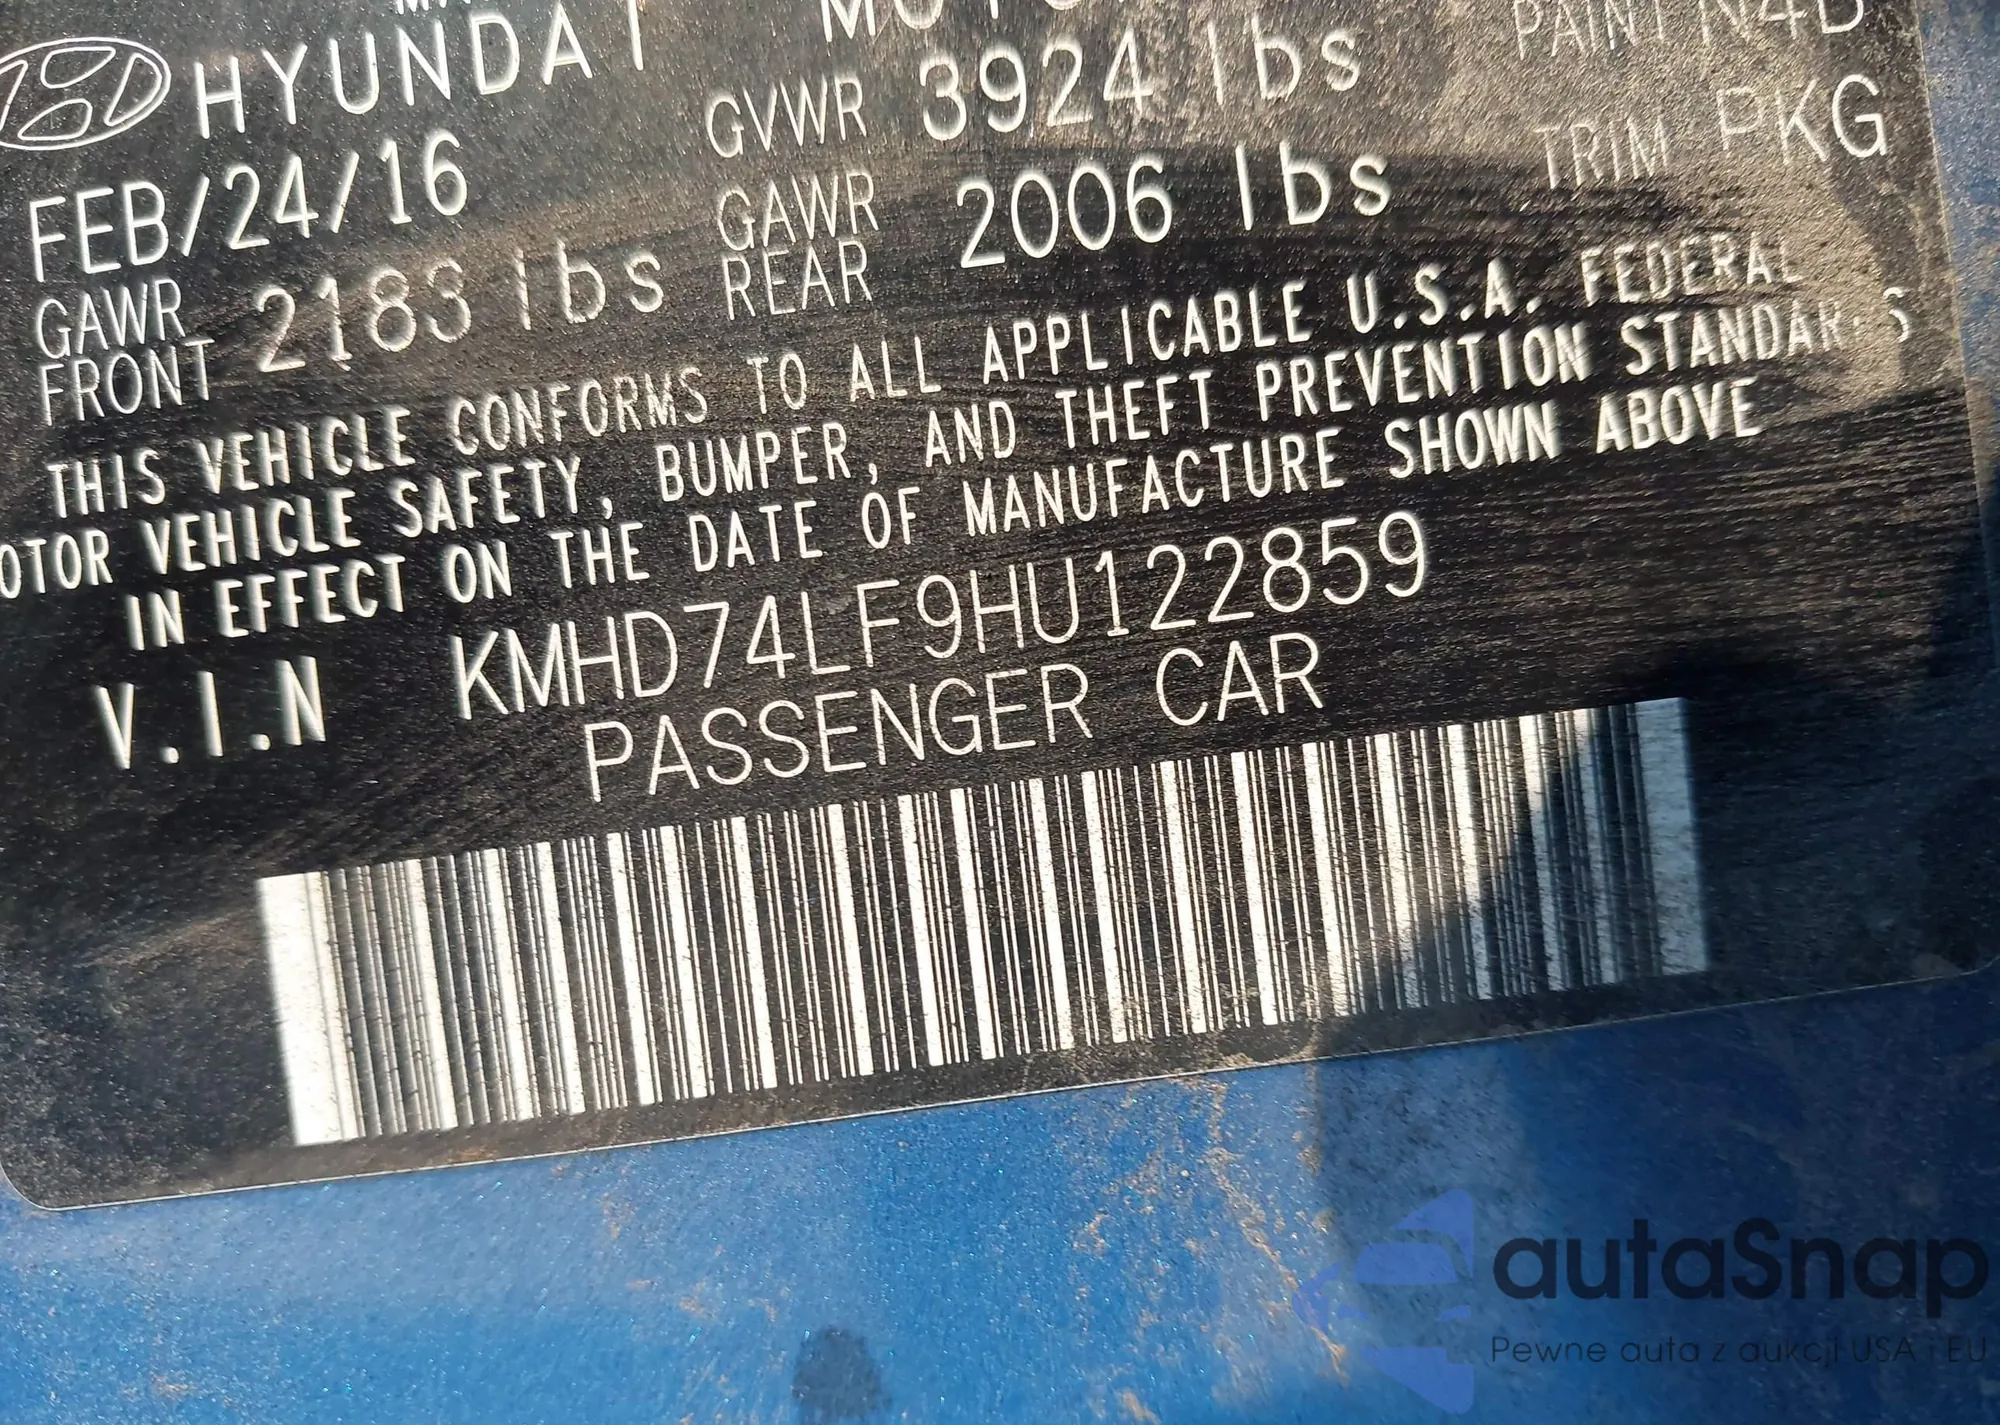 HYUNDAI
GVWR 3924 lbs
PAINT N4B
FEB/24/16
GAWR FRONT 2183 lbs
GAWR REAR 2006 lbs
TRIM PKG
THIS VEHICLE CONFORMS TO ALL APPLICABLE U.S.A. FEDERAL
OTOR VEHICLE SAFETY, BUMPER, AND THEFT PREVENTION STANDARDS
IN EFFECT ON THE DATE OF MANUFACTURE SHOWN ABOVE
V.I.N KMHD74LF9HU122859
PASSENGER CAR
autaSnap
Pewne auta z aukcji USA i EU